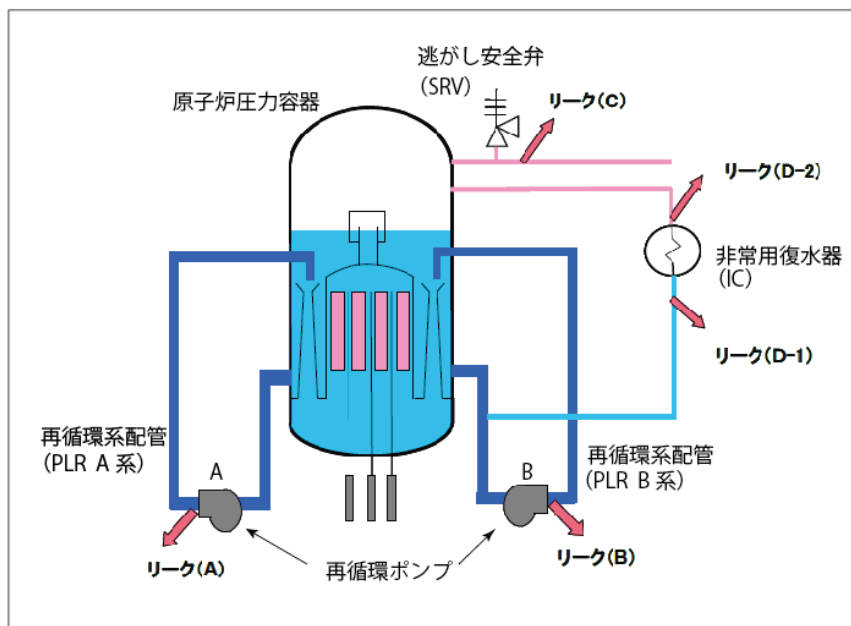 逃がし安全弁
(SRV)
リーク(C)
原子炉圧力容器
リーク(D-2)
非常用復水器
(IC)
リーク(D-1)
再循環系配管
(PLR A 系)
A
B
再循環系配管
(PLR B 系)
リーク(A)
再循環ポンプ
リーク(B)